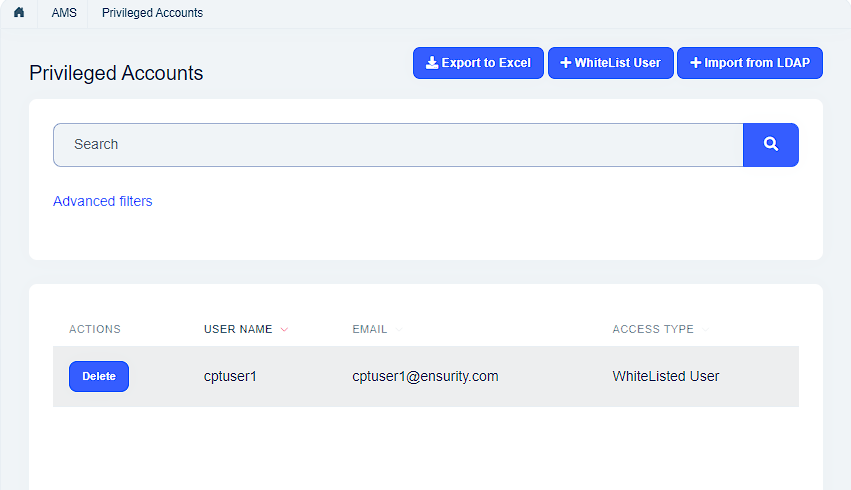 AMS Privileged Accounts
Privileged Accounts
Export to Excel WhiteList User Import from LDAP
Search
Advanced filters
ACTIONS USER NAME EMAIL ACCESS TYPE
Delete cptuser1 cptuser1@ensurity.com WhiteListed User